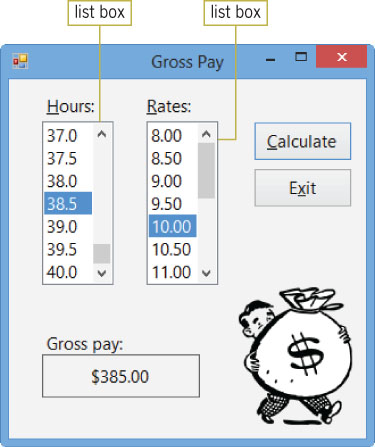 list box list box
Gross Pay
Hours: Rates:
37.0 8.00
37.5 8.50
38.0 9.00
38.5 9.50
39.0 10.00
39.5 10.50
40.0 11.00
Calculate
Exit
Gross pay:
$385.00
$